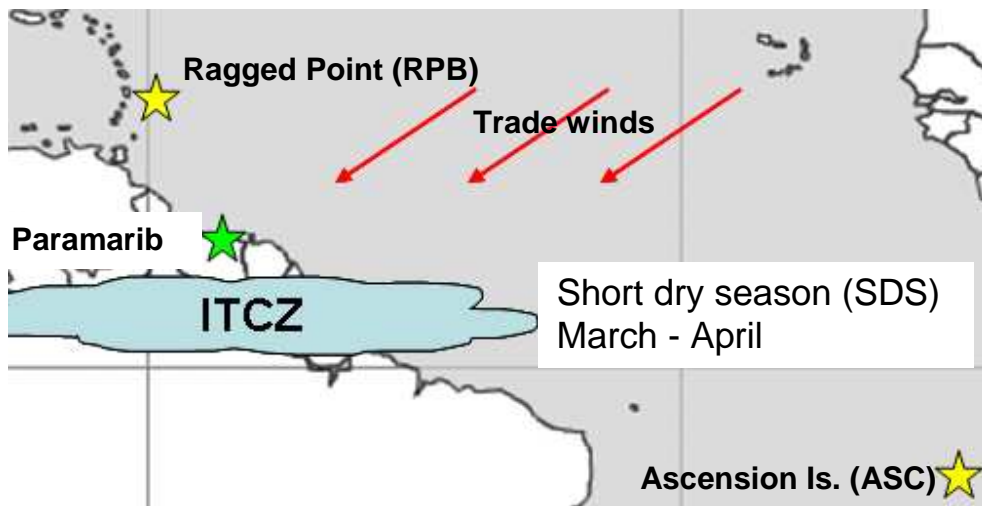 Ragged Point (RPB)
Trade winds
Paramarib
ITCZ
Short dry season (SDS)
March - April
Ascension Is. (ASC)